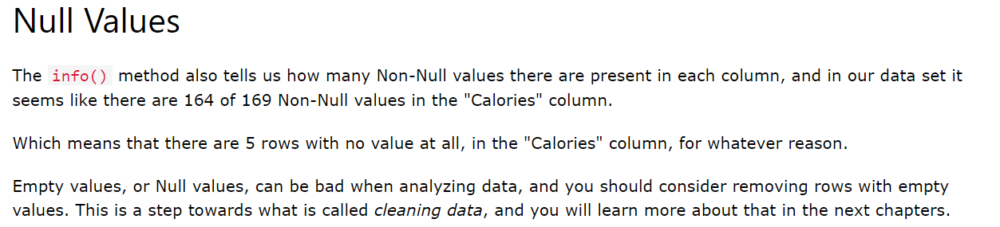 Null Values
The info() method also tells us how many Non-Null values there are present in each column, and in our data set it
seems like there are 164 of 169 Non-Null values in the "Calories" column.
Which means that there are 5 rows with no value at all, in the "Calories" column, for whatever reason.
Empty values, or Null values, can be bad when analyzing data, and you should consider removing rows with empty
values. This is a step towards what is called cleaning data, and you will learn more about that in the next chapters.